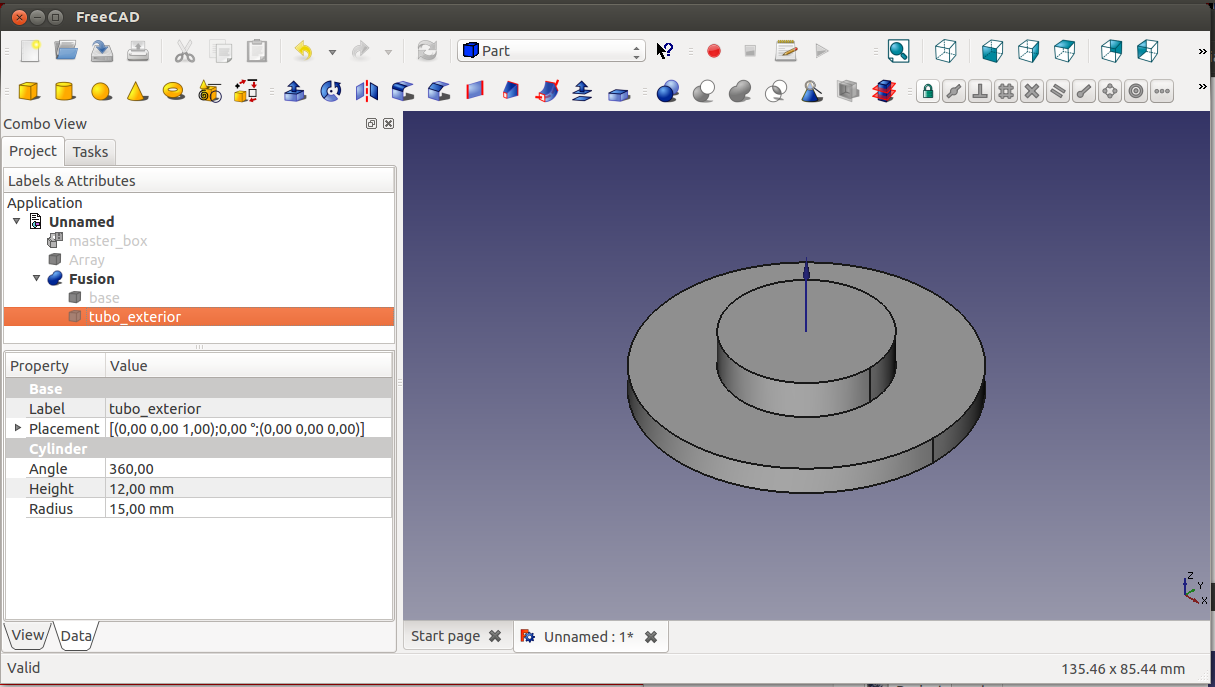 FreeCAD
Part
Combo View
Project Tasks
Labels & Attributes
Application
Unnamed
master_box
Array
Fusion
base
tubo_exterior
Property Value
Base
Label tubo_exterior
Placement [(0,00 0,00 1,00);0,00 °;(0,00 0,00 0,00)]
Cylinder
Angle 360,00
Height 12,00 mm
Radius 15,00 mm
Z
Y
X
View Data
Start page Unnamed : 1*
Valid 135.46 x 85.44 mm